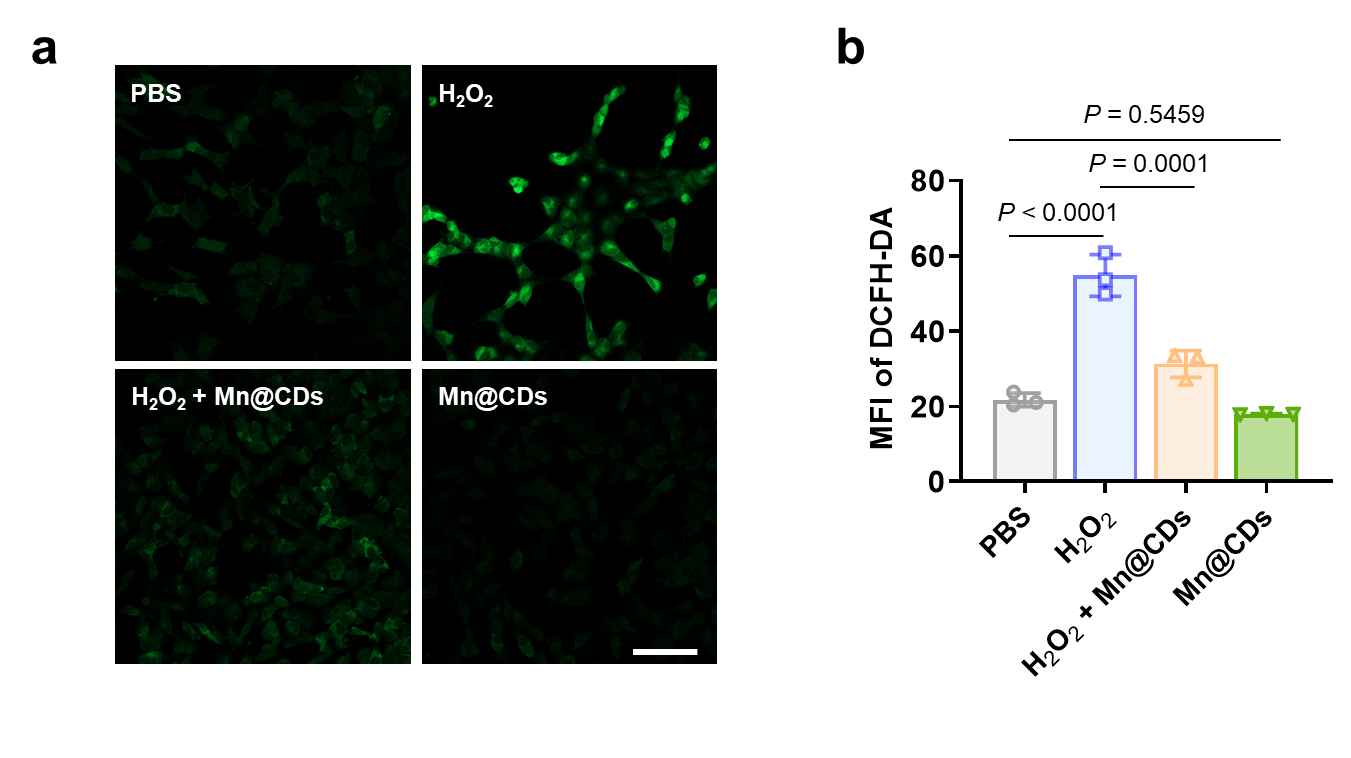 a
PBS
H₂O₂
H₂O₂ + Mn@CDs
Mn@CDs
b
P = 0.5459
P = 0.0001
P < 0.0001
MFI of DCFH-DA
80
60
40
20
0
PBS
H₂O₂
H₂O₂ + Mn@CDs
Mn@CDs